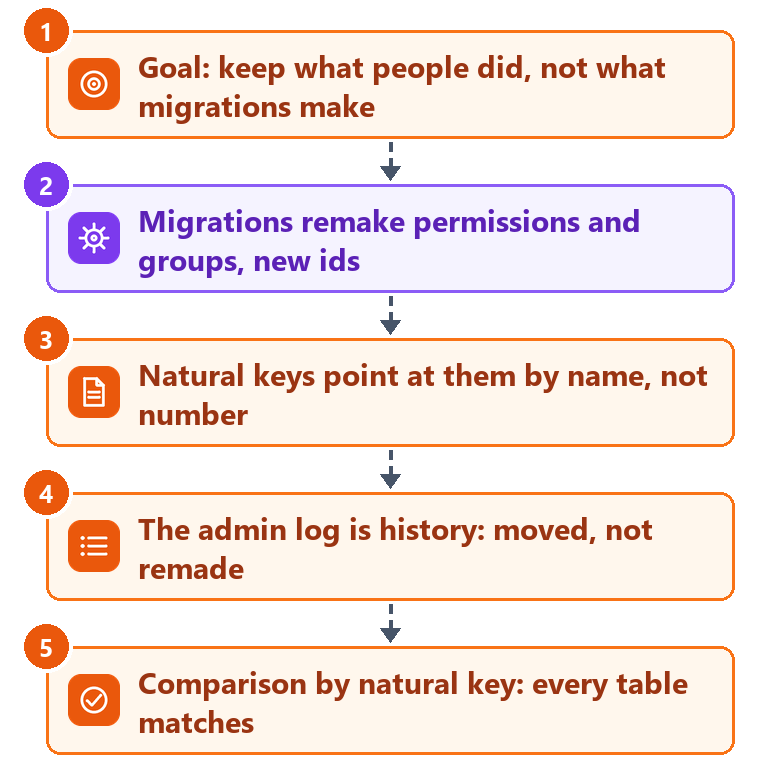 1
Goal: keep what people did, not what
migrations make
2
Migrations remake permissions and
groups, new ids
3
Natural keys point at them by name, not
number
4
The admin log is history: moved, not
remade
5
Comparison by natural key: every table
matches